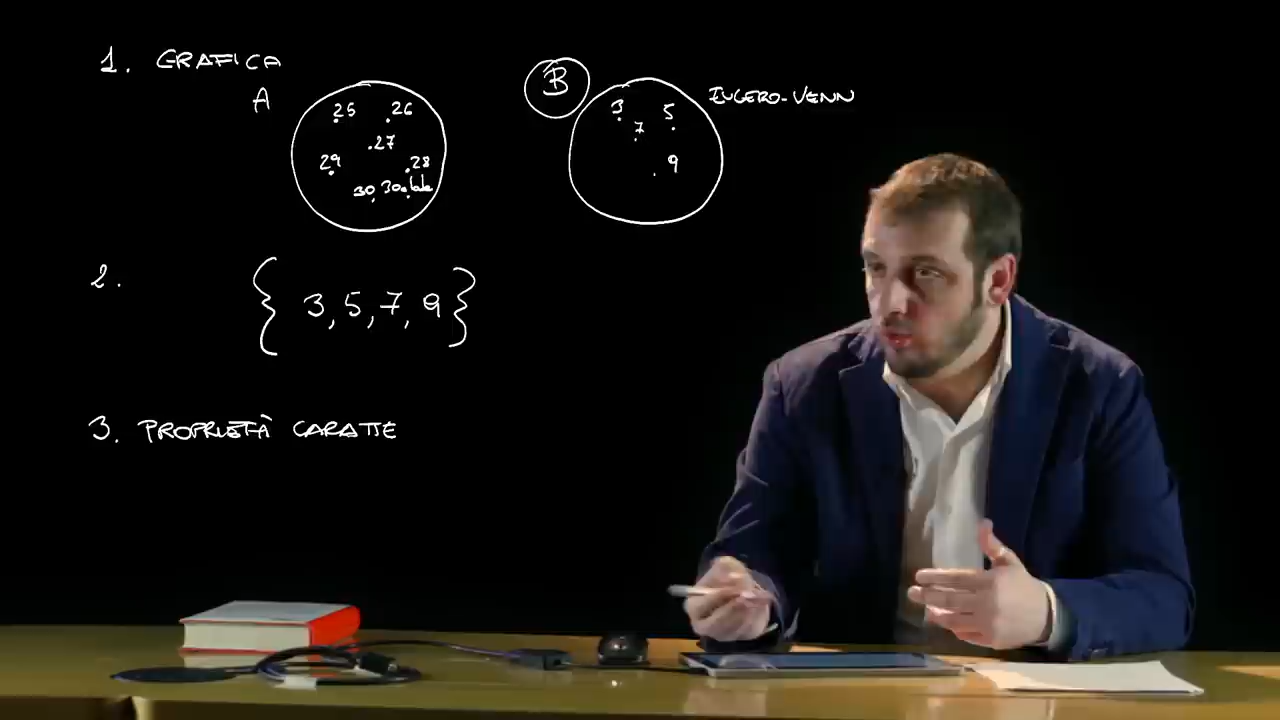 1. GRAFICA
A
25 26
27
29 28
30 30 e lode
B
EULERO-VENN
3 5
7
9
2. { 3, 5, 7, 9 }
3. PROPRIETÀ CARATTE